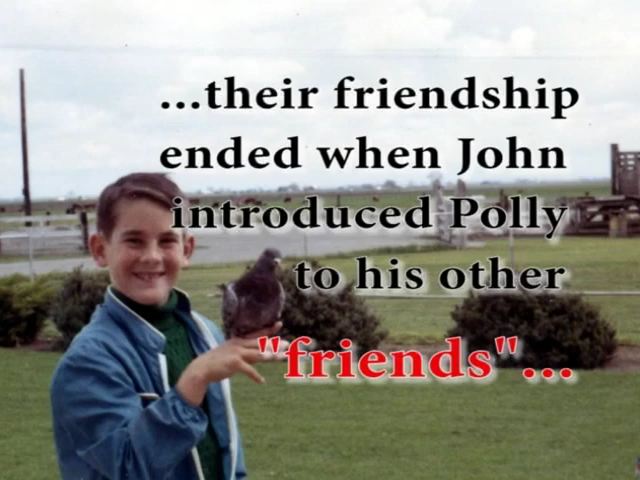 ...their friendship
ended when John
introduced Polly
to his other
"friends"...